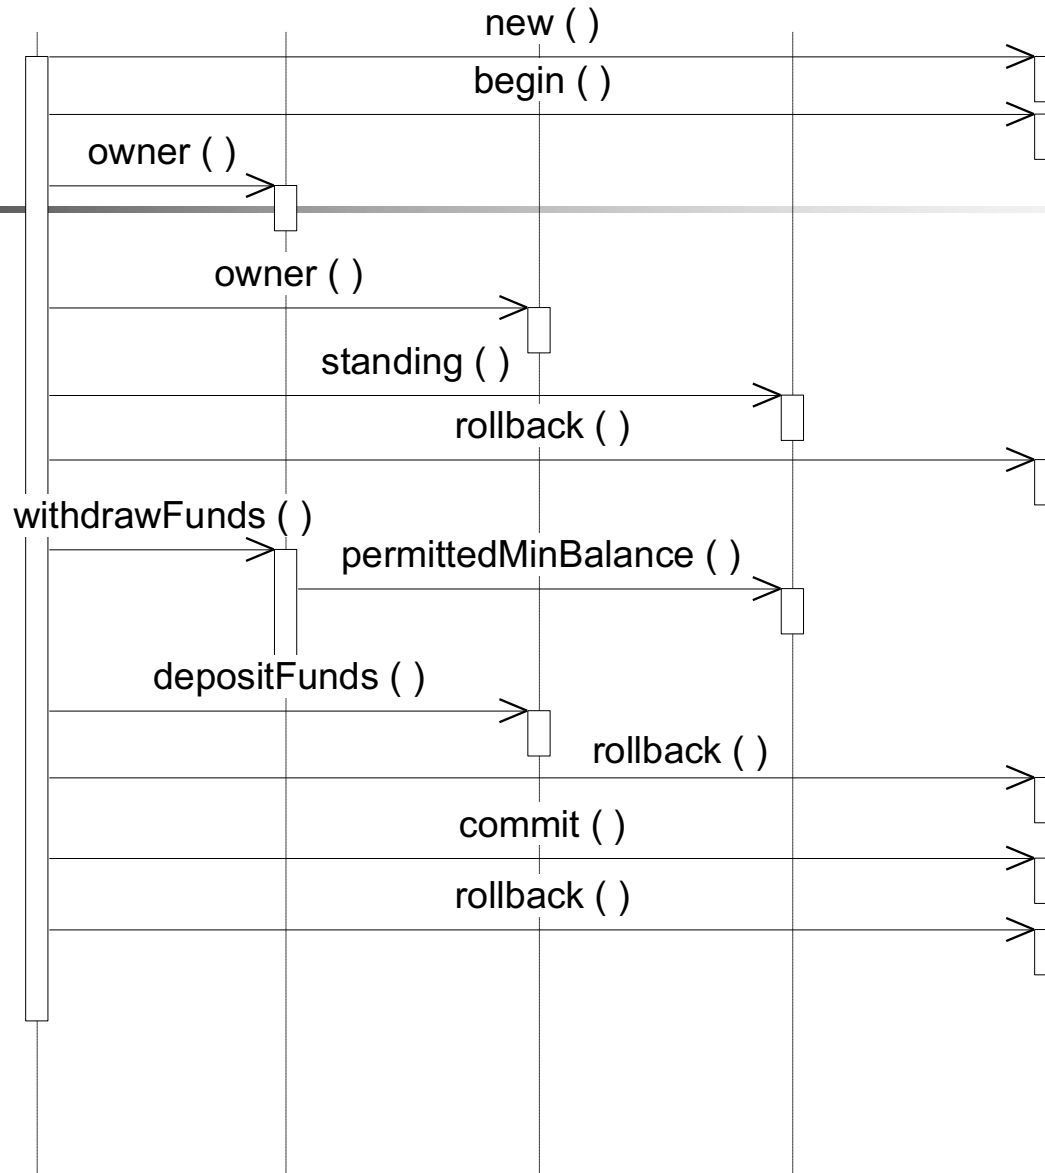 new ( )
begin ( )
owner ( )
owner ( )
standing ( )
rollback ( )
withdrawFunds ( )
permittedMinBalance ( )
depositFunds ( )
rollback ( )
commit ( )
rollback ( )